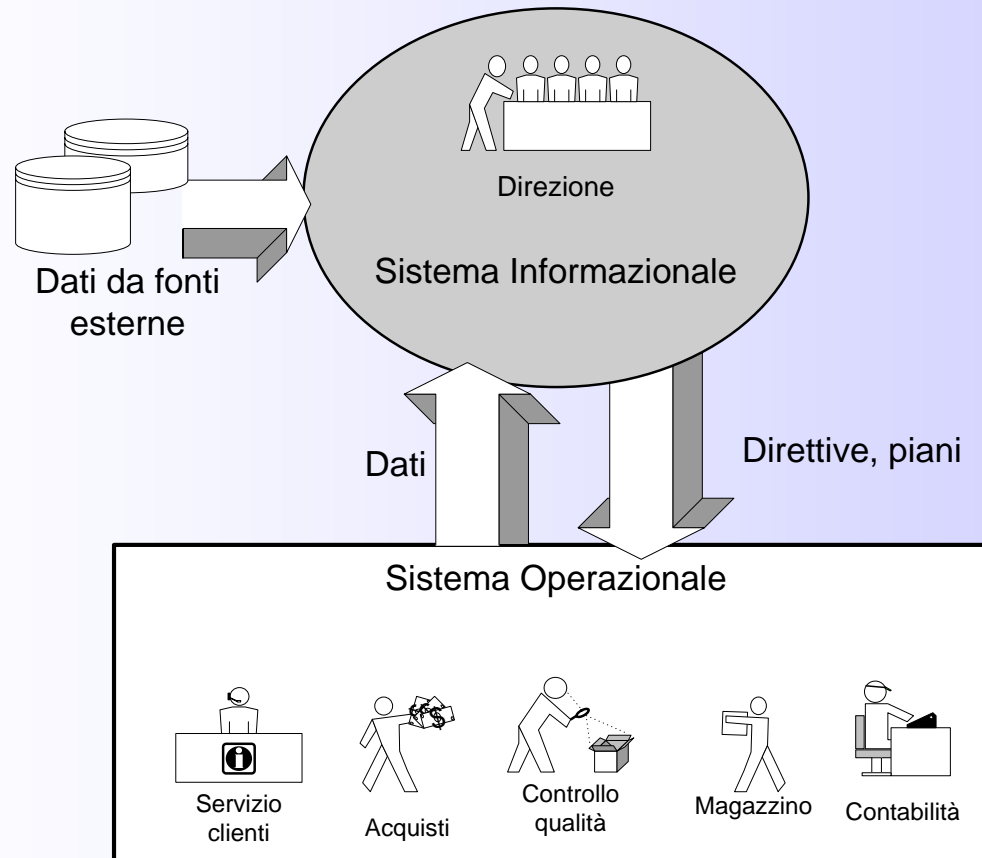 Direzione
Sistema Informazionale
Dati da fonti
esterne
Dati
Direttive, piani
Sistema Operazionale
Servizio
clienti
Acquisti
Controllo
qualità
Magazzino
Contabilità